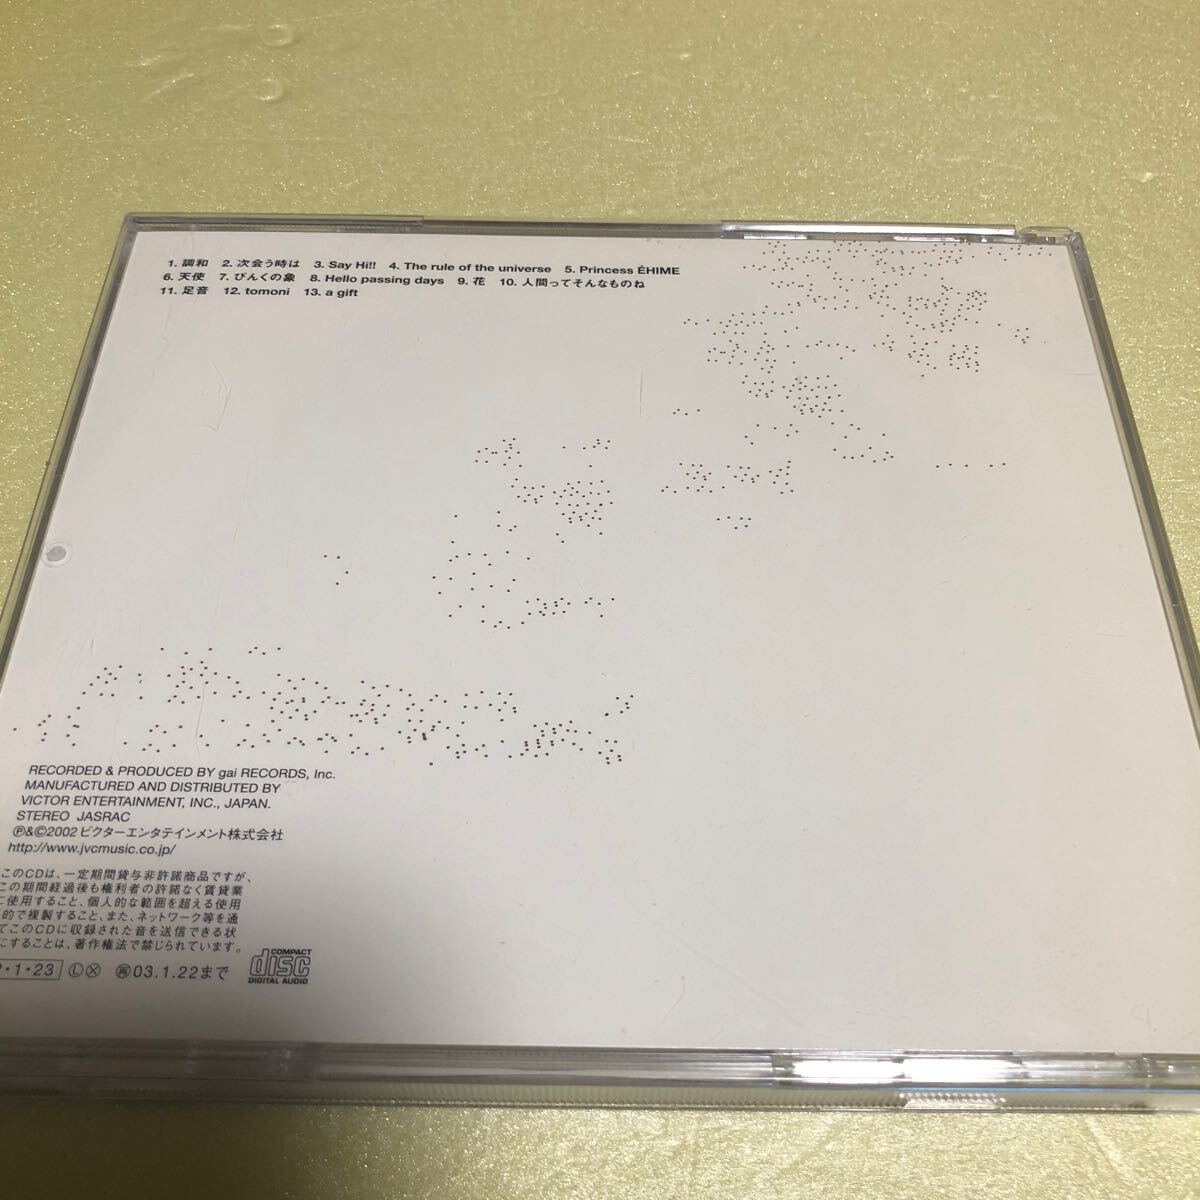 1. 調和 2. 次会う時は 3. Say Hi!! 4. The rule of the universe 5. Princess ÉHIME
6. 天使 7. ぴんくの象 8. Hello passing days 9. 花 10. 人間ってそんなものね
11. 足音 12. tomoni 13. a gift
RECORDED & PRODUCED BY gai RECORDS, Inc.
MANUFACTURED AND DISTRIBUTED BY
VICTOR ENTERTAINMENT, INC., JAPAN.
STEREO JASRAC
℗&©2002 ビクターエンタテインメント株式会社
http://www.jvcmusic.co.jp/
このCDは、一定期間貸与非許諾商品ですが、
この期間経過後も権利者の許諾なく賃貸業
に使用すること、個人的な範囲を超える使用
的で複製すること、また、ネットワーク等を通
てこのCDに収録された音を送信できる状
にすることは、著作権法で禁じられています。
・1・23 Ⓛ Ⓧ 03.1.22まで
COMPACT
disc
DIGITAL AUDIO